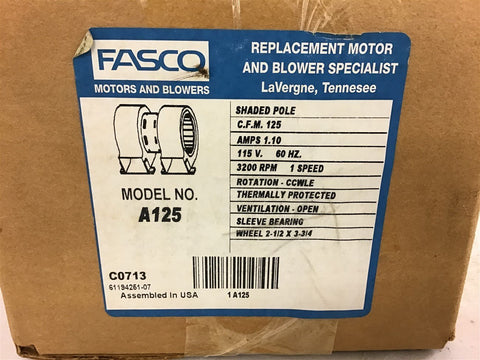 FASCO
MOTORS AND BLOWERS
REPLACEMENT MOTOR
AND BLOWER SPECIALIST
LaVergne, Tennesee
MODEL NO.
A125
SHADED POLE
C.F.M. 125
AMPS 1.10
115 V. 60 HZ.
3200 RPM 1 SPEED
ROTATION - CCWLE
THERMALLY PROTECTED
VENTILATION - OPEN
SLEEVE BEARING
WHEEL 2-1/2 X 3-3/4
C0713
61194261-07
Assembled in USA
1 A125